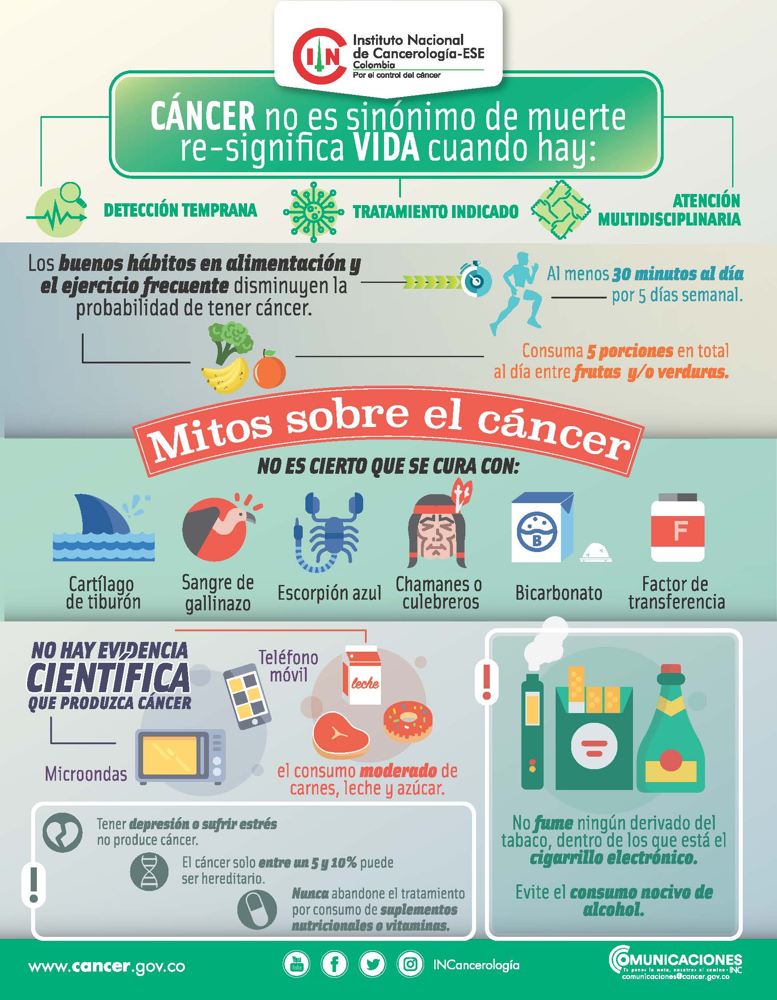 Instituto Nacional
de Cancerología-ESE
Colombia
Por el control del cáncer
CÁNCER no es sinónimo de muerte
re-significa VIDA cuando hay:
DETECCIÓN TEMPRANA
TRATAMIENTO INDICADO
ATENCIÓN
MULTIDISCIPLINARIA
Los buenos hábitos en alimentación y
el ejercicio frecuente disminuyen la
probabilidad de tener cáncer.
Al menos 30 minutos al día
por 5 días semanal.
Consuma 5 porciones en total
al día entre frutas y/o verduras.
Mitos sobre el cáncer
NO ES CIERTO QUE SE CURA CON:
B
F
Cartílago
de tiburón
Sangre de
gallinazo
Escorpión azul
Chamanes o
culebreros
Bicarbonato
Factor de
transferencia
NO HAY EVIDENCIA
CIENTÍFICA
QUE PRODUZCA CÁNCER
Teléfono
móvil
leche
Microondas
el consumo moderado de
carnes, leche y azúcar.
Tener depresión o sufrir estrés
no produce cáncer.
El cáncer solo entre un 5 y 10% puede
ser hereditario.
Nunca abandone el tratamiento
por consumo de suplementos
nutricionales o vitaminas.
No fume ningún derivado del
tabaco, dentro de los que está el
cigarrillo electrónico.
Evite el consumo nocivo de
alcohol.
www.cancer.gov.co
You
Tube
INCancerología
COMUNICACIONES
Tu pones la meta, nosotros el camino - INC
comunicaciones@cancer.gov.co